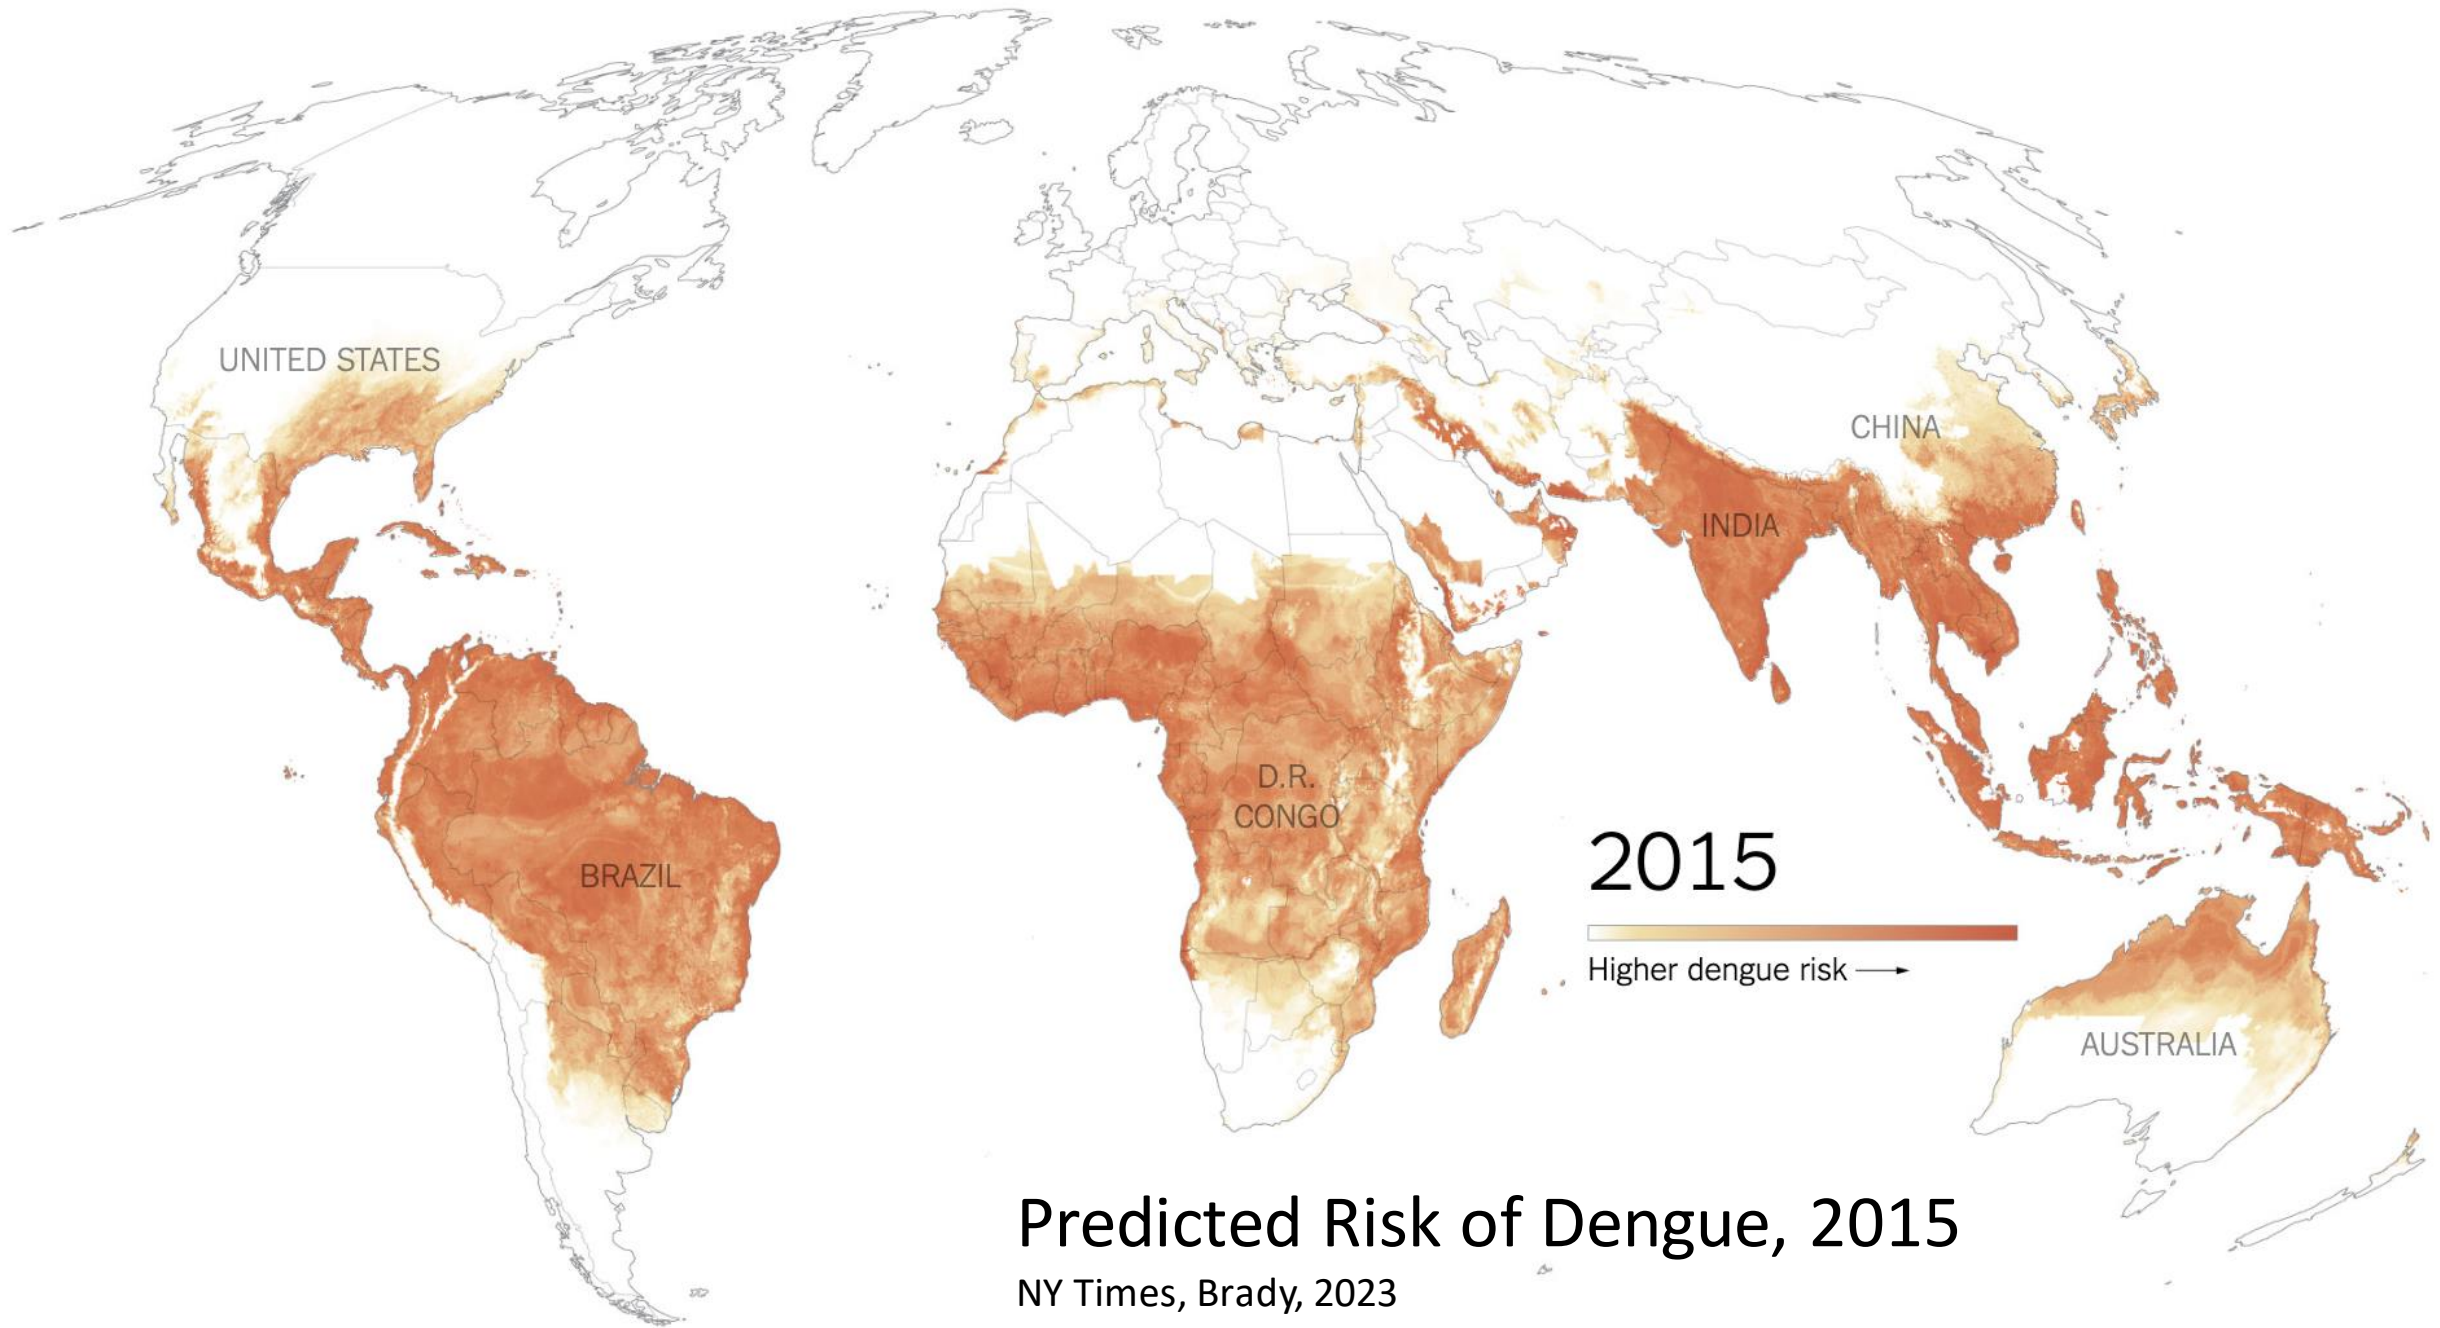 UNITED STATES
CHINA
INDIA
D.R.
CONGO
BRAZIL
2015
Higher dengue risk
AUSTRALIA
Predicted Risk of Dengue, 2015
NY Times, Brady, 2023